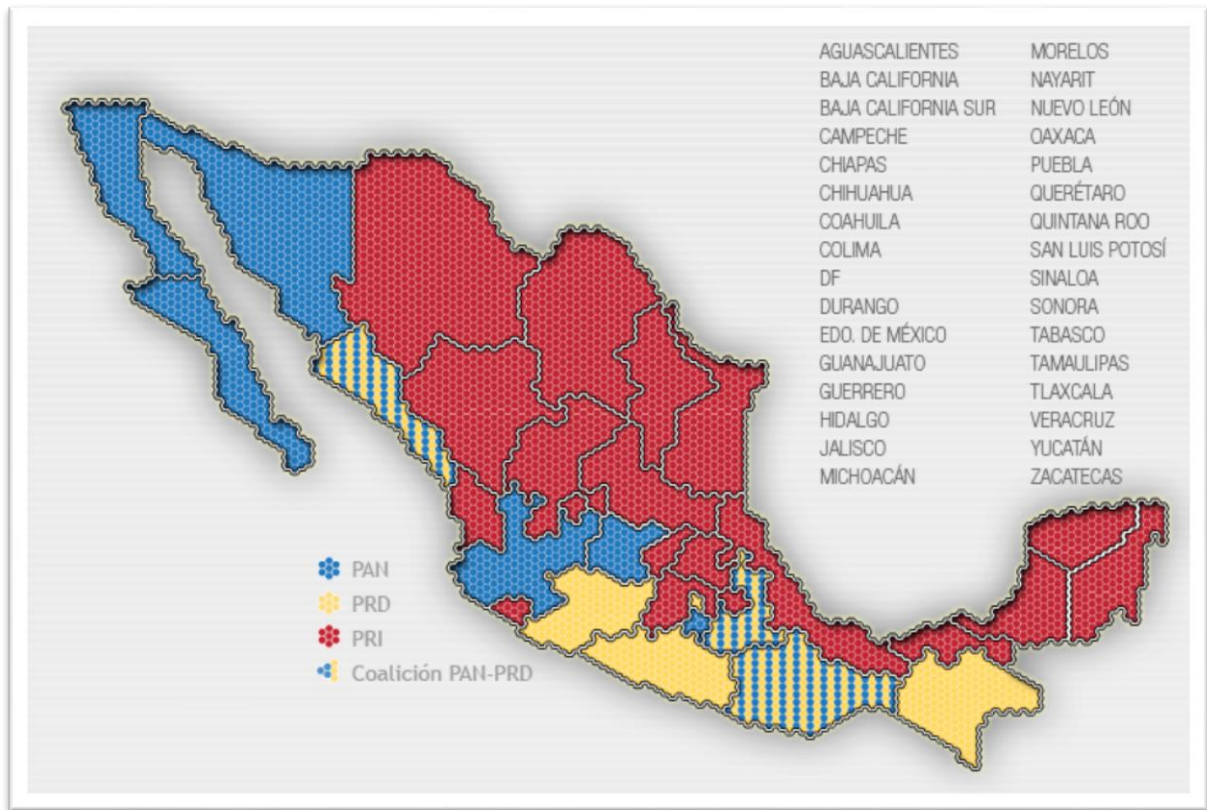 AGUASCALIENTES
BAJA CALIFORNIA
BAJA CALIFORNIA SUR
CAMPECHE
CHIAPAS
CHIHUAHUA
COAHUILA
COLIMA
DF
DURANGO
EDO. DE MÉXICO
GUANAJUATO
GUERRERO
HIDALGO
JALISCO
MICHOACÁN
MORELOS
NAYARIT
NUEVO LEÓN
OAXACA
PUEBLA
QUERÉTARO
QUINTANA ROO
SAN LUIS POTOSÍ
SINALOA
SONORA
TABASCO
TAMAULIPAS
TLAXCALA
VERACRUZ
YUCATÁN
ZACATECAS
PAN
PRD
PRI
Coalición PAN-PRD